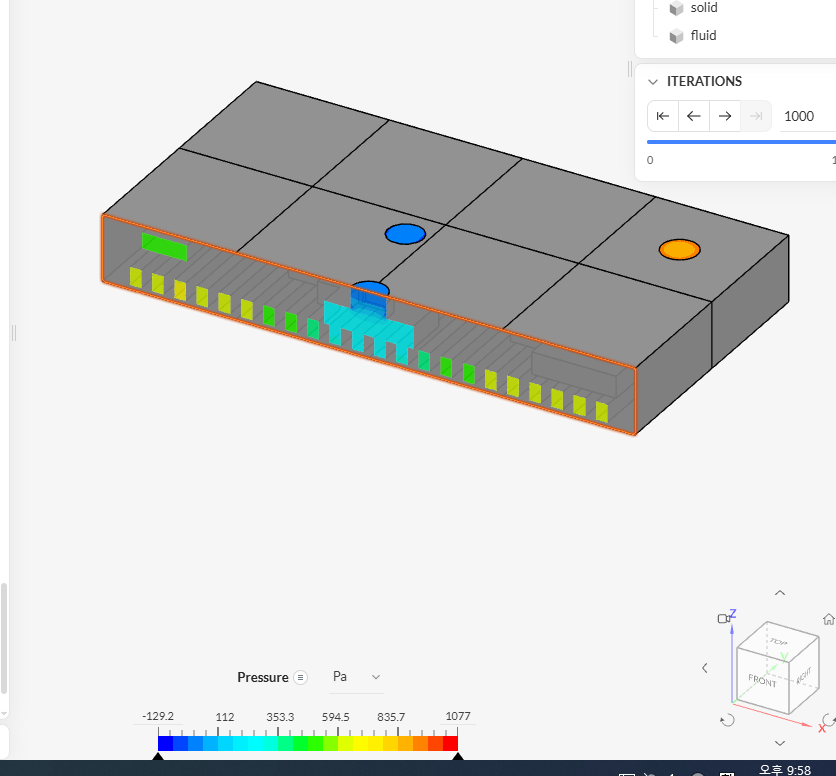 solid
fluid
ITERATIONS
1000
0
1
Z
TOP
Y
FRONT
RIGHT
X
Pressure
Pa
-129.2
112
353.3
594.5
835.7
1077
오후 9:58